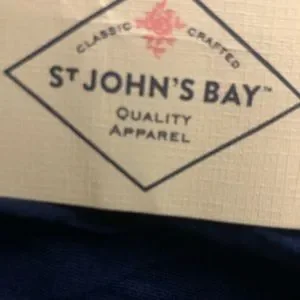 CLASSIC CRAFTED
ST JOHN'S BAY™
QUALITY
APPAREL